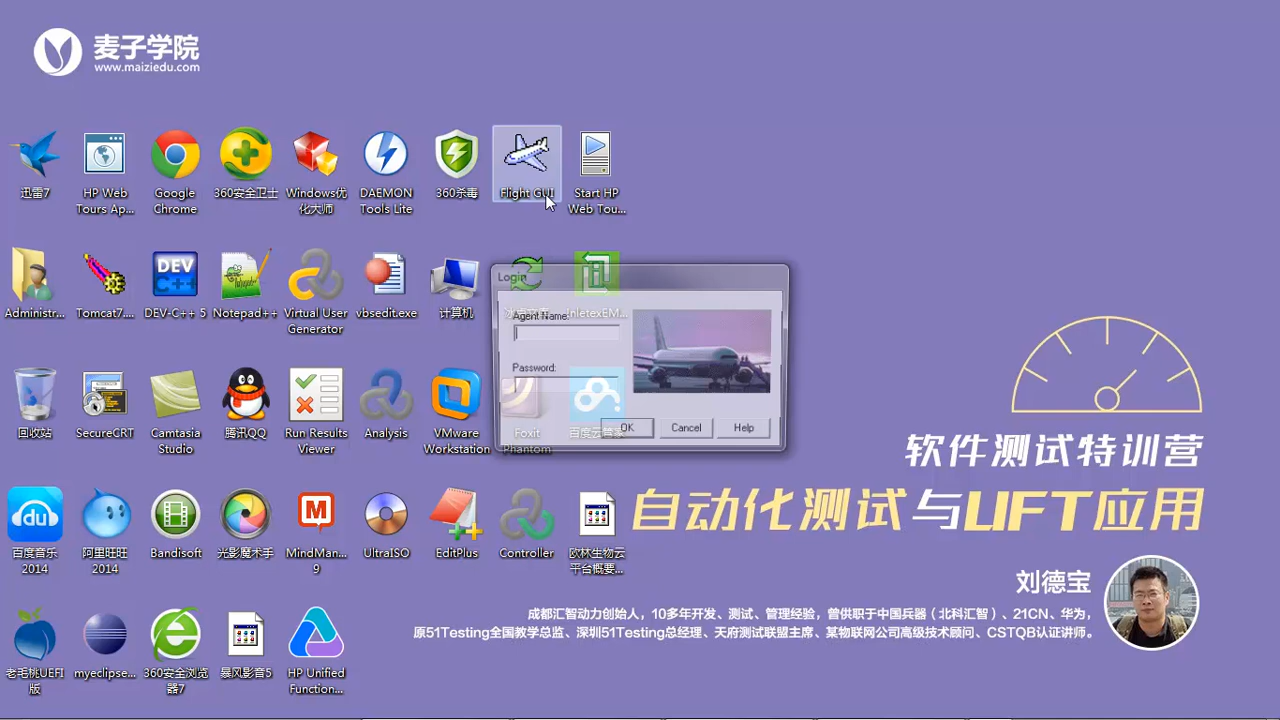 麦子学院
www.maiziedu.com
迅雷7
HP Web
Tours Ap...
Google
Chrome
360安全卫士
Windows优
化大师
DAEMON
Tools Lite
360杀毒
Flight GUI
Start HP
Web Tou...
Administr...
Tomcat7....
DEV
C++
DEV-C++ 5
Notepad++
Virtual User
Generator
vbsedit.exe
计算机
Login
Agent Name:
Password:
OK
Cancel
Help
回收站
SecureCRT
Camtasia
Studio
腾讯QQ
Run Results
Viewer
Analysis
VMware
Workstation
Foxit
Phantom
百度云管家
软件测试特训营
自动化测试与UFT应用
du
百度音乐
2014
阿里旺旺
2014
Bandisoft
光影魔术手
M
MindMan...
9
UltraISO
EditPlus
Controller
欧林生物云
平台概要...
刘德宝
成都汇智动力创始人，10多年开发、测试、管理经验，曾供职于中国兵器（北科汇智）、21CN、华为，
原51Testing全国教学总监、深圳51Testing总经理、天府测试联盟主席、某物联网公司高级技术顾问、CSTQB认证讲师。
老毛桃UEFI
版
myeclipse...
360安全浏览
器7
暴风影音5
HP Unified
Function...